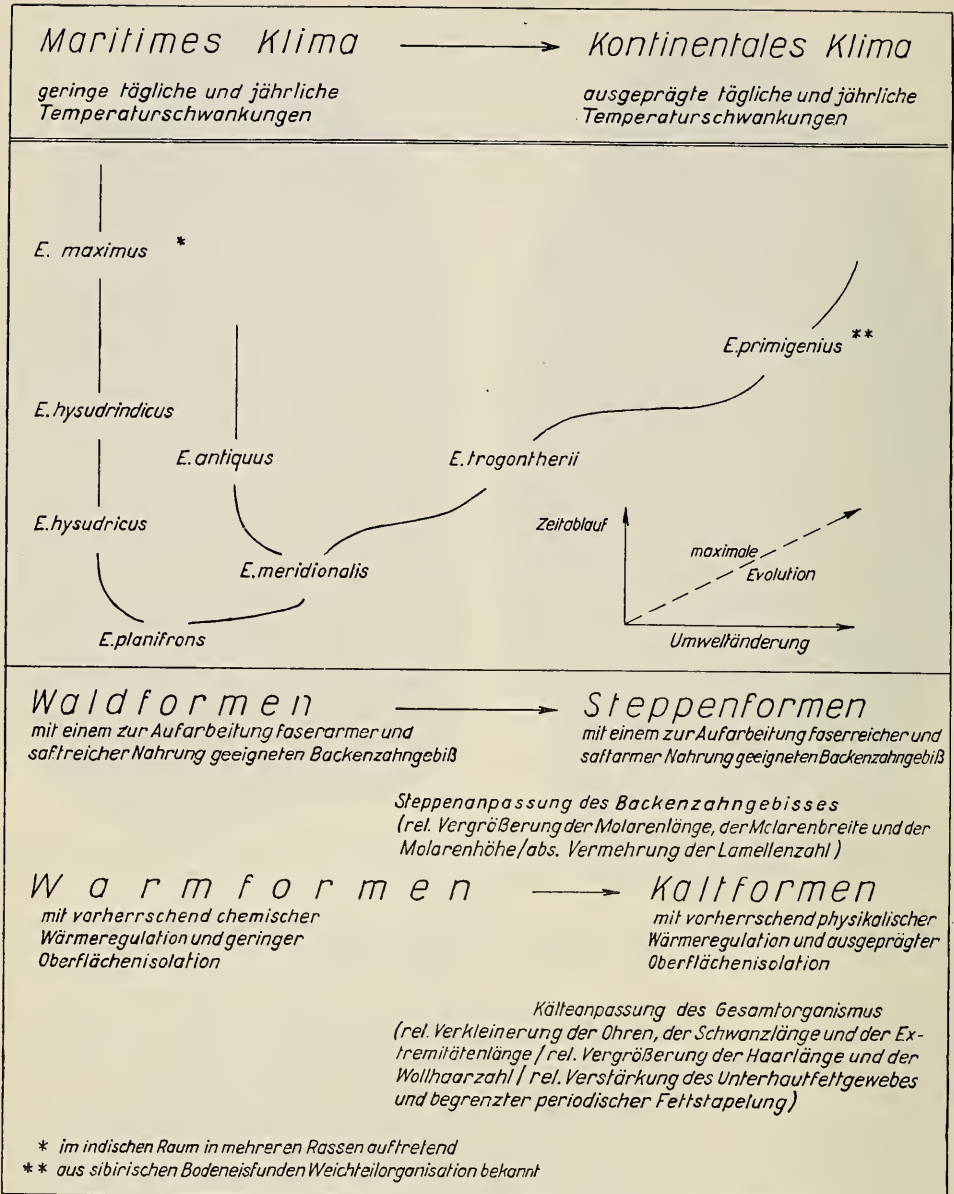 Maritimes Klima
Kontinentales Klima
geringe tägliche und jährliche
Temperaturschwankungen
ausgeprägte tägliche und jährliche
Temperaturschwankungen
E. maximus *
E. primigenius **
E. hysudrindicus
E. antiquus
E. trogontherii
E. hysudricus
E. meridionalis
E. planifrons
Zeitablauf
maximale
Evolution
Umweltänderung
Waldformen
mit einem zur Aufarbeitung faserarmer und
saftreicher Nahrung geeigneten Backenzahngebiß
Steppenformen
mit einem zur Aufarbeitung faserreicher und
saftarmer Nahrung geeigneten Backenzahngebiß
Steppenanpassung des Backenzahngebisses
(rel. Vergrößerung der Molarenlänge, der Mclarenbreite und der
Molarenhöhe/abs. Vermehrung der Lamellenzahl)
Warmformen
mit vorherrschend chemischer
Wärmeregulation und geringer
Oberflächenisolation
Kaltformen
mit vorherrschend physikalischer
Wärmeregulation und ausgeprägter
Oberflächenisolation
Kälteanpassung des Gesamtorganismus
(rel. Verkleinerung der Ohren, der Schwanzlänge und der Ex-
tremitätenlänge / rel. Vergrößerung der Haarlänge und der
Wollhaarzahl / rel. Verstärkung des Unterhautfettgewebes
und begrenzter periodischer Fettstapelung)
* im indischen Raum in mehreren Rassen auftretend
** aus sibirischen Bodeneisfunden Weichteilorganisation bekannt